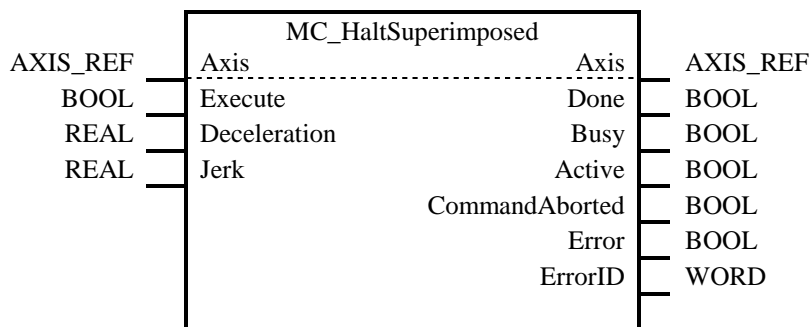 MC_HaltSuperimposed
AXIS_REF Axis Axis AXIS_REF
BOOL Execute Done BOOL
REAL Deceleration Busy BOOL
REAL Jerk Active BOOL
CommandAborted BOOL
Error BOOL
ErrorID WORD